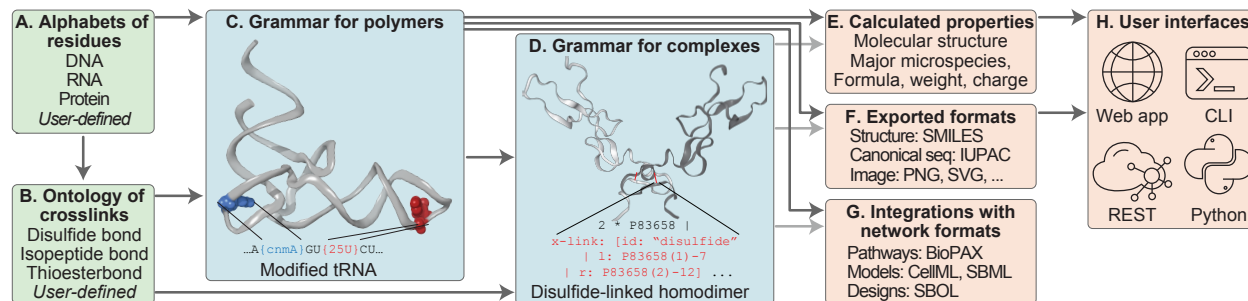 A. Alphabets of
residues
DNA
RNA
Protein
User-defined
B. Ontology of
crosslinks
Disulfide bond
Isopeptide bond
Thioesterbond
User-defined
C. Grammar for polymers
...A{cnmA}GU{25U}CU...
Modified tRNA
D. Grammar for complexes
2 * P83658 |
x-link: [id: “disulfide”
| l: P83658(1)-7
| r: P83658(2)-12] ...
Disulfide-linked homodimer
E. Calculated properties
Molecular structure
Major microspecies,
Formula, weight, charge
F. Exported formats
Structure: SMILES
Canonical seq: IUPAC
Image: PNG, SVG, ...
G. Integrations with
network formats
Pathways: BioPAX
Models: CellML, SBML
Designs: SBOL
H. User interfaces
Web app
CLI
REST
Python